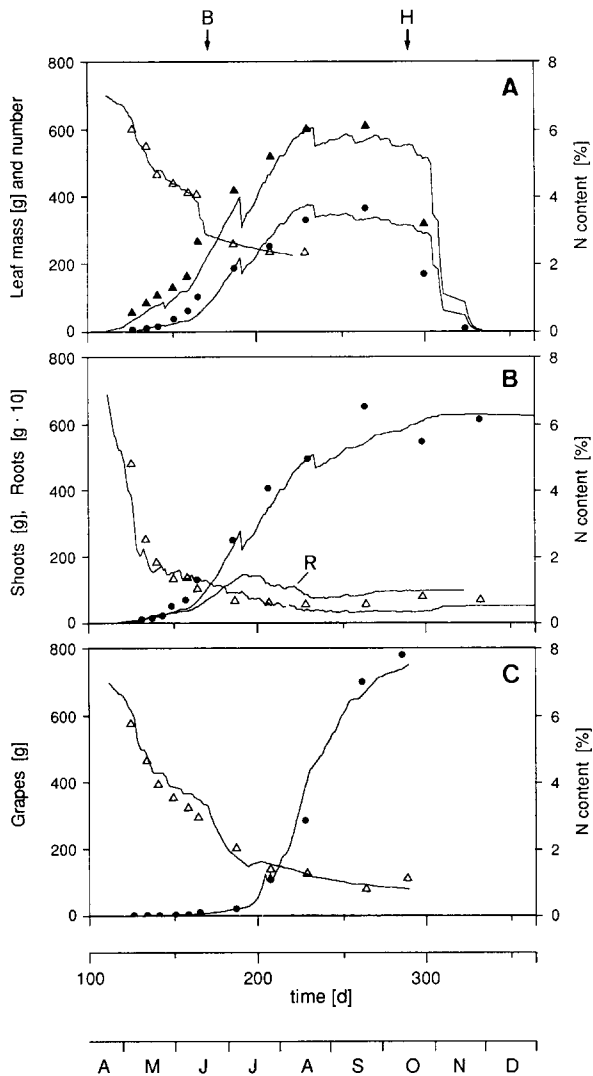 B H
A
800 600 400 200 0
Leaf mass [g] and number
8 6 4 2 0
N content [%]
B
800 600 400 200 0
Shoots [g], Roots [g · 10]
R
8 6 4 2 0
N content [%]
C
800 600 400 200 0
Grapes [g]
8 6 4 2 0
N content [%]
100 200 300
time [d]
A M J J A S O N D